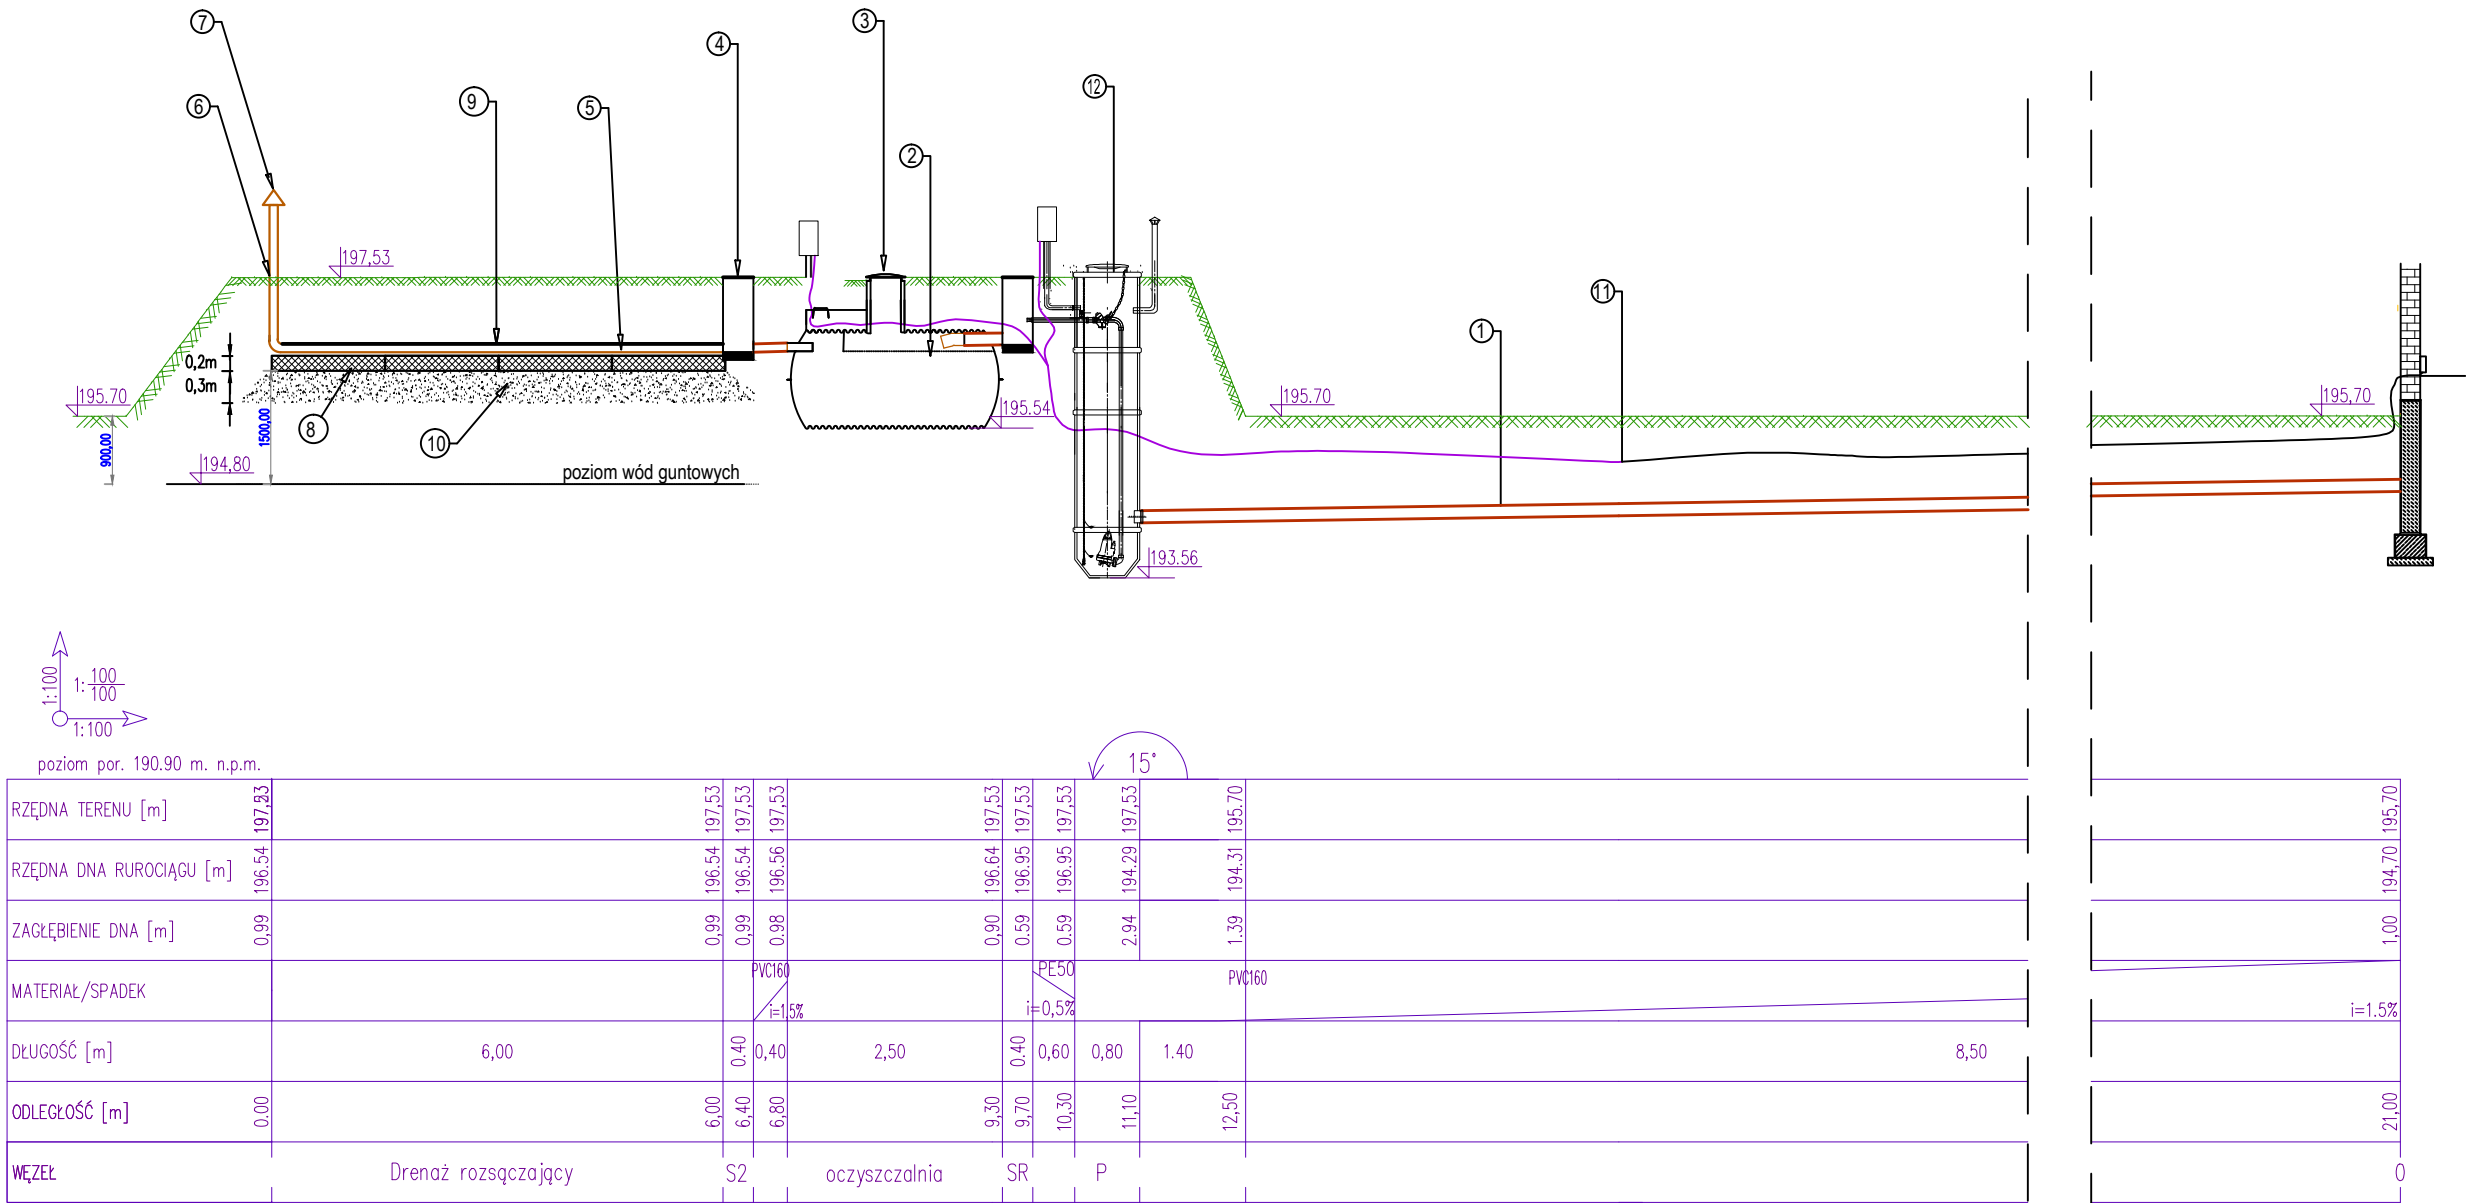 7
3
4
12
6
9
5
2
197,53
11
1
0,2m
0,3m
195.70
195.54
195.70
195,70
900,00
1500,00
8
10
194,80
poziom wód guntowych
193.56
1:100
1: 100
100
1:100
poziom por. 190.90 m. n.p.m.
15°
RZĘDNA TERENU [m] 197,53 197,53 197,53 197,53 197,53 197,53 197,53 195.70 195,70
RZĘDNA DNA RUROCIĄGU [m] 196.54 196.54 196.54 196.56 196.64 196.95 196.95 194.29 194.31 194,70
ZAGŁĘBIENIE DNA [m] 0,99 0,99 0,99 0.98 0,90 0.59 0.59 2.94 1.39 1,00
MATERIAŁ/SPADEK PVC160 i=1,5% PE50 i=0,5% PVC160 i=1.5%
DŁUGOŚĆ [m] 6,00 0.40 0,40 2,50 0.40 0,60 0,80 1.40 8,50
ODLEGŁOŚĆ [m] 0.00 6,00 6,40 6,80 9,30 9,70 10,30 11,10 12,50 21,00
WĘZEŁ Drenaż rozsączający S2 oczyszczalnia SR P O